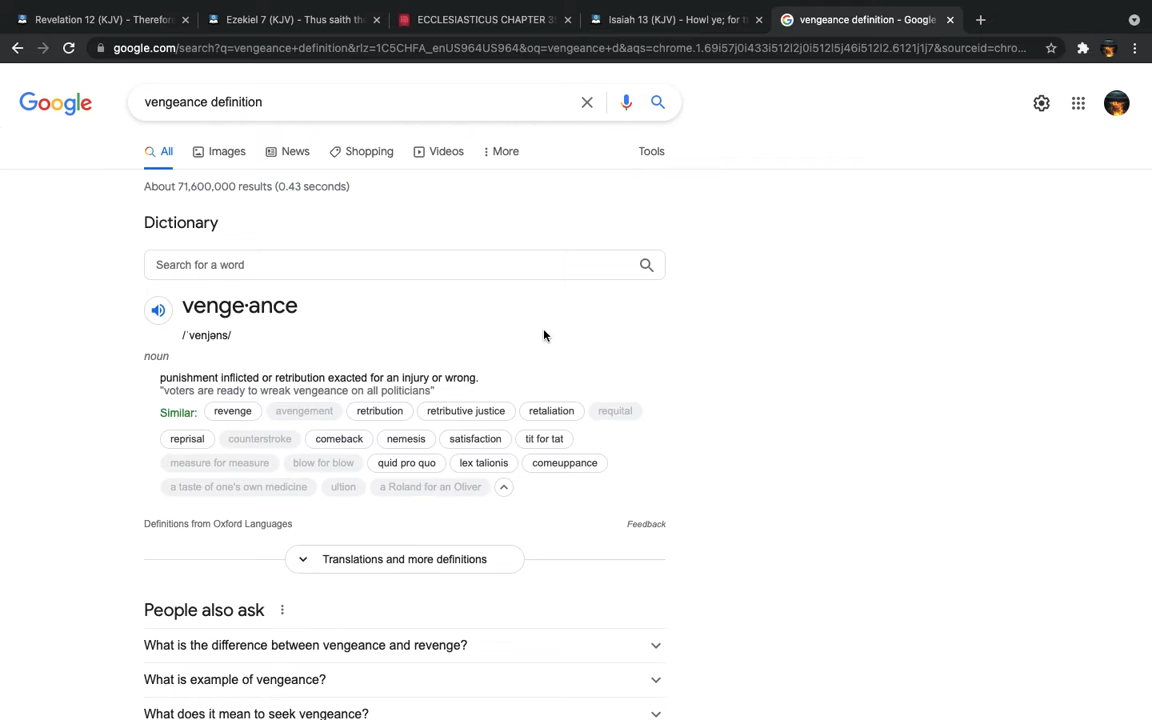 Revelation 12 (KJV) - Therefor
Ezekiel 7 (KJV) - Thus saith th
ECCLESIASTICUS CHAPTER 3
Isaiah 13 (KJV) - Howl ye; for t
vengeance definition - Google
google.com/search?q=vengeance+definition&rlz=1C5CHFA_enUS964US964&oq=vengeance+d&aqs=chrome.1.69i57j0i433i512l2j0i512l5j46i512l2.6121j1j7&sourceid=chro...
Google
vengeance definition
All Images News Shopping Videos More Tools
About 71,600,000 results (0.43 seconds)
Dictionary
Search for a word
venge·ance
/ˈvenjəns/
noun
punishment inflicted or retribution exacted for an injury or wrong.
"voters are ready to wreak vengeance on all politicians"
Similar: revenge avengement retribution retributive justice retaliation requital
reprisal counterstroke comeback nemesis satisfaction tit for tat
measure for measure blow for blow quid pro quo lex talionis comeuppance
a taste of one's own medicine ultion a Roland for an Oliver
Definitions from Oxford Languages Feedback
Translations and more definitions
People also ask
What is the difference between vengeance and revenge?
What is example of vengeance?
What does it mean to seek vengeance?